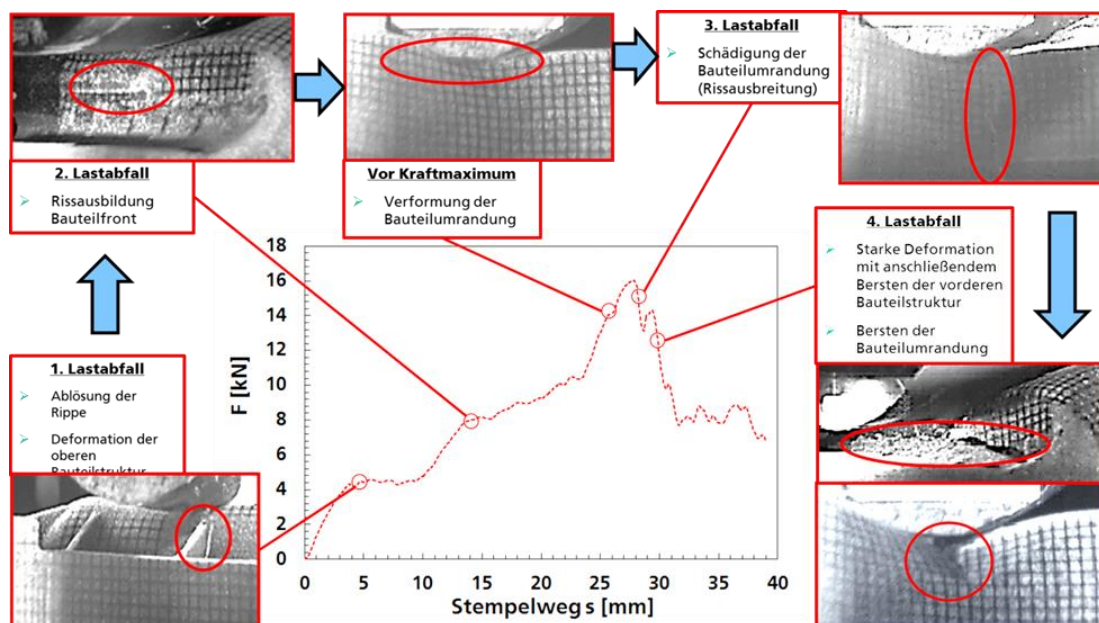 3. Lastabfall
Schädigung der
Bauteilumrandung
(Rissausbreitung)
2. Lastabfall
Rissausbildung
Bauteilfront
Vor Kraftmaximum
Verformung der
Bauteilumrandung
4. Lastabfall
Starke Deformation
mit anschließendem
Bersten der vorderen
Bauteilstruktur
Bersten der
Bauteilumrandung
1. Lastabfall
Ablösung der
Rippe
Deformation der
oberen
Bauteilstruktur
F [kN]
18
16
14
12
10
8
6
4
2
0
0 5 10 15 20 25 30 35 40
Stempelweg s [mm]